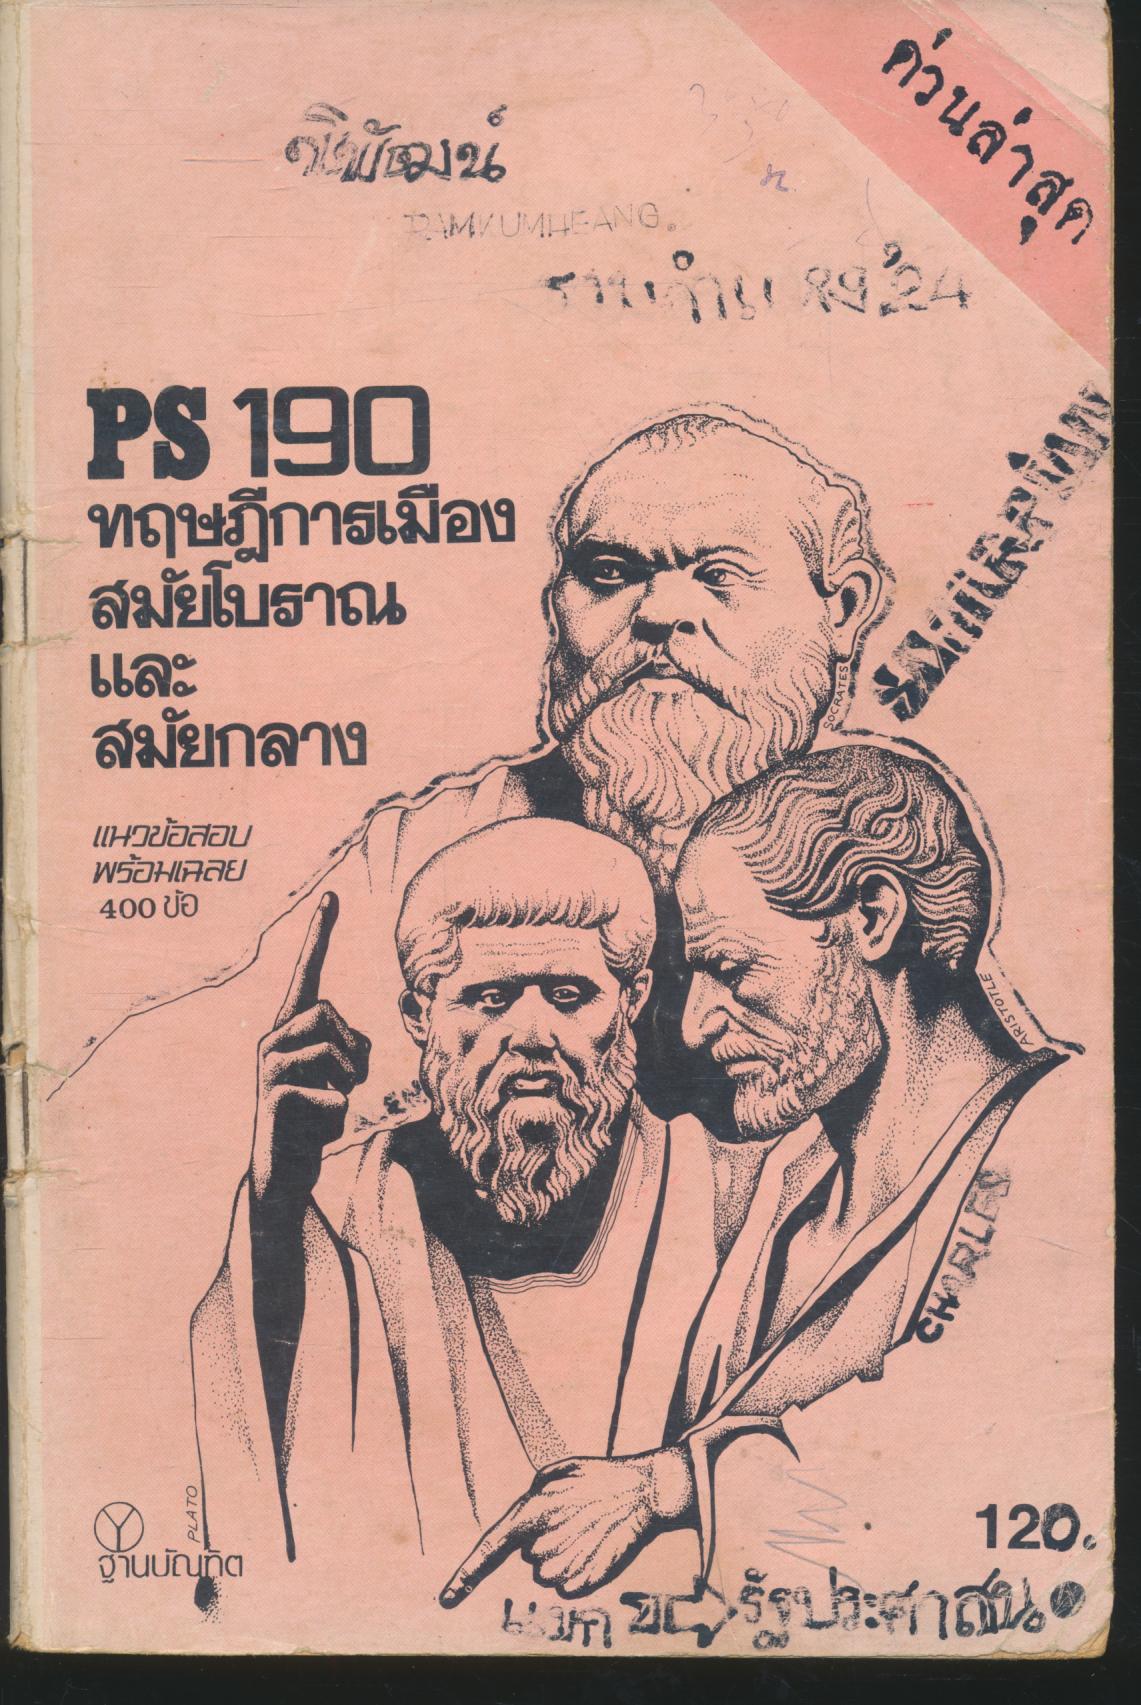 ด่วนล่าสุด
RAMKUMHEANG.
'24
PS 190
ทฤษฎีการเมือง
สมัยโบราณ
และ
สมัยกลาง
แนวข้อสอบ
พร้อมเฉลย
400 ข้อ
SOCRATES
ARISTOTLE
CHARLES
PLATO
ฐานบัณฑิต
120.
รัฐประศาสน